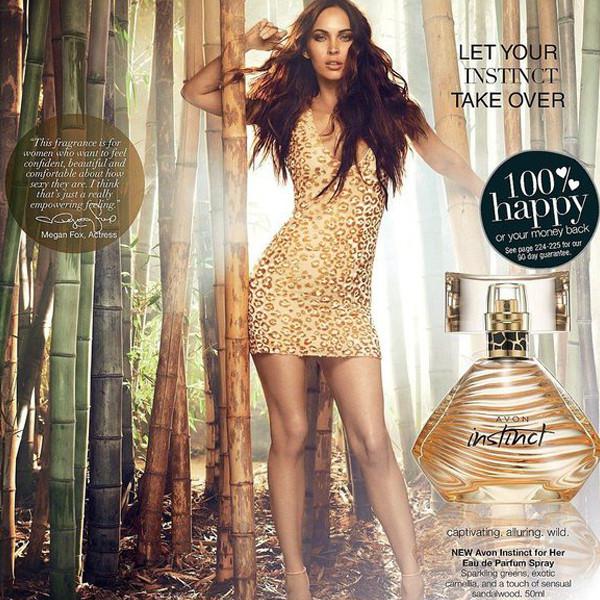 LET YOUR
INSTINCT
TAKE OVER
"This fragrance is for
women who want to feel
confident, beautiful and
comfortable about how
sexy they are. I think
that's just a really
empowering feeling."
Megan Fox, Actress
100%
happy
or your money back
See page 224-225 for our
90 day guarantee.
AVON
instinct
captivating. alluring. wild.
NEW Avon Instinct for Her
Eau de Parfum Spray
Sparkling greens, exotic
camellia, and a touch of sensual
sandalwood. 50ml